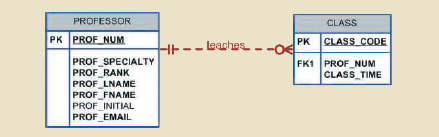 PROFESSOR
PK PROF_NUM
PROF_SPECIALTY
PROF_RANK
PROF_LNAME
PROF_FNAME
PROF_INITIAL
PROF_EMAIL
teaches
CLASS
PK CLASS_CODE
FK1 PROF_NUM
CLASS_TIME